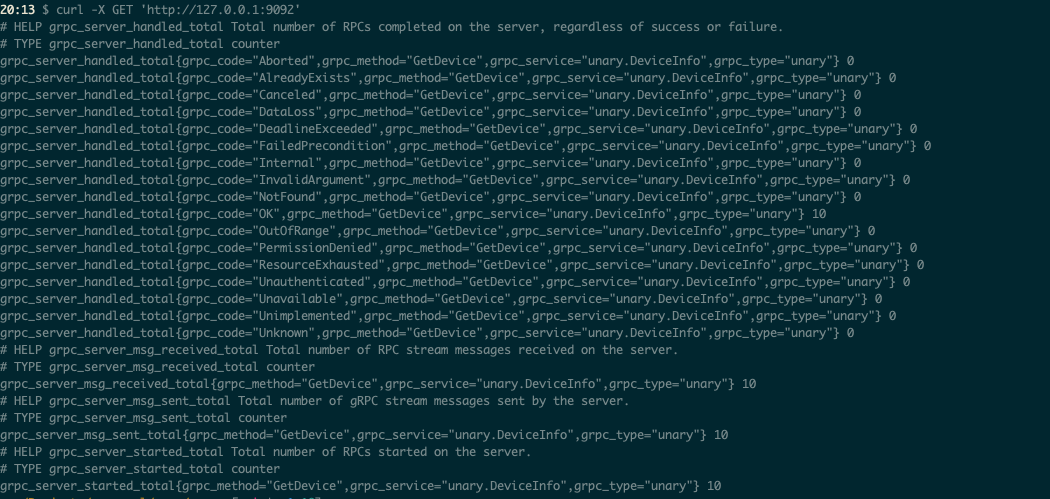 20:13 $ curl -X GET 'http://127.0.0.1:9092'
# HELP grpc_server_handled_total Total number of RPCs completed on the server, regardless of success or failure.
# TYPE grpc_server_handled_total counter
grpc_server_handled_total{grpc_code="Aborted",grpc_method="GetDevice",grpc_service="unary.DeviceInfo",grpc_type="unary"} 0
grpc_server_handled_total{grpc_code="AlreadyExists",grpc_method="GetDevice",grpc_service="unary.DeviceInfo",grpc_type="unary"} 0
grpc_server_handled_total{grpc_code="Canceled",grpc_method="GetDevice",grpc_service="unary.DeviceInfo",grpc_type="unary"} 0
grpc_server_handled_total{grpc_code="DataLoss",grpc_method="GetDevice",grpc_service="unary.DeviceInfo",grpc_type="unary"} 0
grpc_server_handled_total{grpc_code="DeadlineExceeded",grpc_method="GetDevice",grpc_service="unary.DeviceInfo",grpc_type="unary"} 0
grpc_server_handled_total{grpc_code="FailedPrecondition",grpc_method="GetDevice",grpc_service="unary.DeviceInfo",grpc_type="unary"} 0
grpc_server_handled_total{grpc_code="Internal",grpc_method="GetDevice",grpc_service="unary.DeviceInfo",grpc_type="unary"} 0
grpc_server_handled_total{grpc_code="InvalidArgument",grpc_method="GetDevice",grpc_service="unary.DeviceInfo",grpc_type="unary"} 0
grpc_server_handled_total{grpc_code="NotFound",grpc_method="GetDevice",grpc_service="unary.DeviceInfo",grpc_type="unary"} 0
grpc_server_handled_total{grpc_code="OK",grpc_method="GetDevice",grpc_service="unary.DeviceInfo",grpc_type="unary"} 10
grpc_server_handled_total{grpc_code="OutOfRange",grpc_method="GetDevice",grpc_service="unary.DeviceInfo",grpc_type="unary"} 0
grpc_server_handled_total{grpc_code="PermissionDenied",grpc_method="GetDevice",grpc_service="unary.DeviceInfo",grpc_type="unary"} 0
grpc_server_handled_total{grpc_code="ResourceExhausted",grpc_method="GetDevice",grpc_service="unary.DeviceInfo",grpc_type="unary"} 0
grpc_server_handled_total{grpc_code="Unauthenticated",grpc_method="GetDevice",grpc_service="unary.DeviceInfo",grpc_type="unary"} 0
grpc_server_handled_total{grpc_code="Unavailable",grpc_method="GetDevice",grpc_service="unary.DeviceInfo",grpc_type="unary"} 0
grpc_server_handled_total{grpc_code="Unimplemented",grpc_method="GetDevice",grpc_service="unary.DeviceInfo",grpc_type="unary"} 0
grpc_server_handled_total{grpc_code="Unknown",grpc_method="GetDevice",grpc_service="unary.DeviceInfo",grpc_type="unary"} 0
# HELP grpc_server_msg_received_total Total number of RPC stream messages received on the server.
# TYPE grpc_server_msg_received_total counter
grpc_server_msg_received_total{grpc_method="GetDevice",grpc_service="unary.DeviceInfo",grpc_type="unary"} 10
# HELP grpc_server_msg_sent_total Total number of gRPC stream messages sent by the server.
# TYPE grpc_server_msg_sent_total counter
grpc_server_msg_sent_total{grpc_method="GetDevice",grpc_service="unary.DeviceInfo",grpc_type="unary"} 10
# HELP grpc_server_started_total Total number of RPCs started on the server.
# TYPE grpc_server_started_total counter
grpc_server_started_total{grpc_method="GetDevice",grpc_service="unary.DeviceInfo",grpc_type="unary"} 10